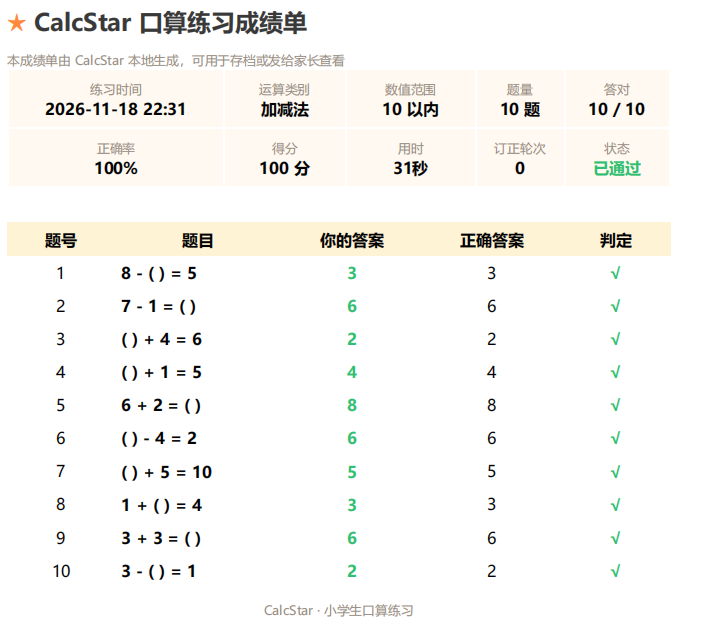 ★ CalcStar 口算练习成绩单
本成绩单由 CalcStar 本地生成，可用于存档或发给家长查看
练习时间 运算类别 数值范围 题量 答对
2026-11-18 22:31 加减法 10 以内 10 题 10 / 10
正确率 得分 用时 订正轮次 状态
100% 100 分 31秒 0 已通过
题号 题目 你的答案 正确答案 判定
1 8 - ( ) = 5 3 3 √
2 7 - 1 = ( ) 6 6 √
3 ( ) + 4 = 6 2 2 √
4 ( ) + 1 = 5 4 4 √
5 6 + 2 = ( ) 8 8 √
6 ( ) - 4 = 2 6 6 √
7 ( ) + 5 = 10 5 5 √
8 1 + ( ) = 4 3 3 √
9 3 + 3 = ( ) 6 6 √
10 3 - ( ) = 1 2 2 √
CalcStar · 小学生口算练习